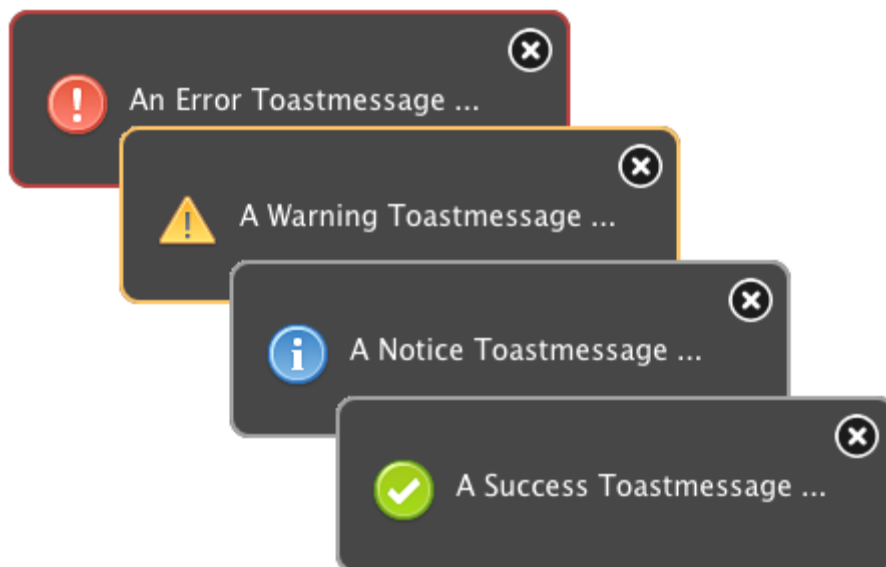 An Error Toastmessage ...
A Warning Toastmessage ...
A Notice Toastmessage ...
A Success Toastmessage ...